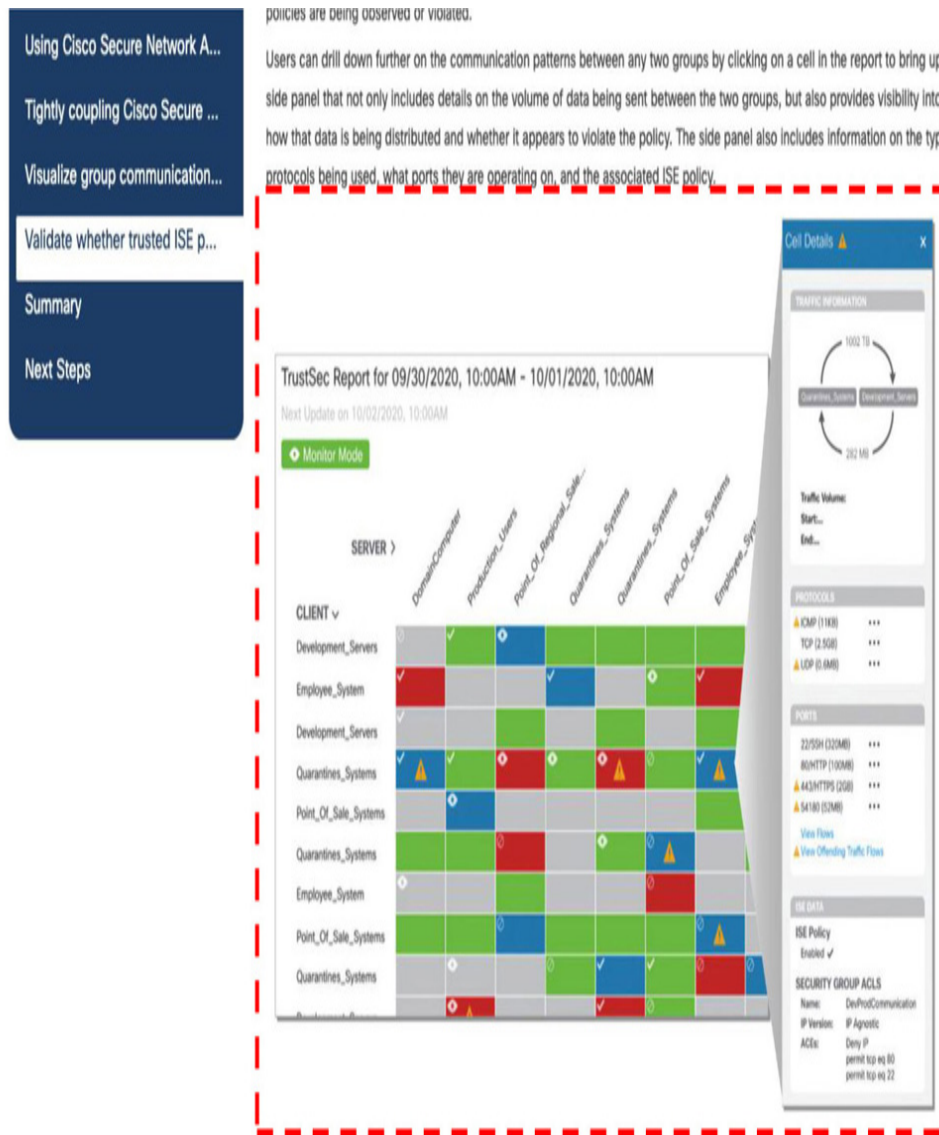 policies are being observed or violated.
Using Cisco Secure Network A...
Tightly coupling Cisco Secure ...
Visualize group communication...
Validate whether trusted ISE p...
Summary
Next Steps
Users can drill down further on the communication patterns between any two groups by clicking on a cell in the report to bring up
side panel that not only includes details on the volume of data being sent between the two groups, but also provides visibility into
how that data is being distributed and whether it appears to violate the policy. The side panel also includes information on the typ
protocols being used, what ports they are operating on, and the associated ISE policy.
TrustSec Report for 09/30/2020, 10:00AM - 10/01/2020, 10:00AM
Next Update on 10/02/2020, 10:00AM
Monitor Mode
SERVER >
DomainComputer
Production_Users
Point_Of_Regional_Sale...
Quarantines_Systems
Quarantines_Systems
Point_Of_Sale_Systems
Employee_Syst
CLIENT
Development_Servers
Employee_System
Development_Servers
Quarantines_Systems
Point_Of_Sale_Systems
Quarantines_Systems
Employee_System
Point_Of_Sale_Systems
Quarantines_Systems
Cell Details
TRAFFIC INFORMATION
1002 TB
Quarantines_Systems Development_Servers
282 MB
Traffic Volume:
Start:...
End:...
PROTOCOLS
ICMP (11KB) •••
TCP (2.5GB) •••
UDP (0.6MB) •••
PORTS
22/SSH (320MB) •••
80/HTTP (100MB) •••
443/HTTPS (2GB) •••
54180 (52MB) •••
View Flows
View Offending Traffic Flows
ISE DATA
ISE Policy
Enabled ✓
SECURITY GROUP ACLS
Name: DevProdCommunication
IP Version: IP Agnostic
ACEs: Deny IP
permit tcp eq 80
permit tcp eq 22